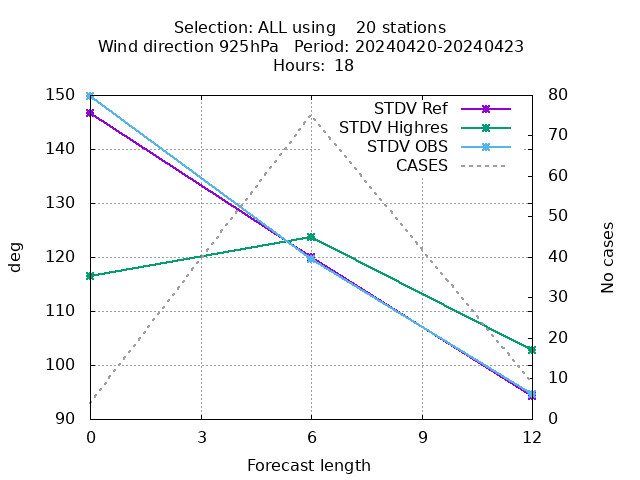 Selection: ALL using    20 stations
Wind direction 925hPa   Period: 20240420-20240423
Hours: 18
150
140
130
120
110
100
90
80
70
60
50
40
30
20
10
0
STDV Ref
STDV Highres
STDV OBS
CASES
deg
No cases
0 3 6 9 12
Forecast length